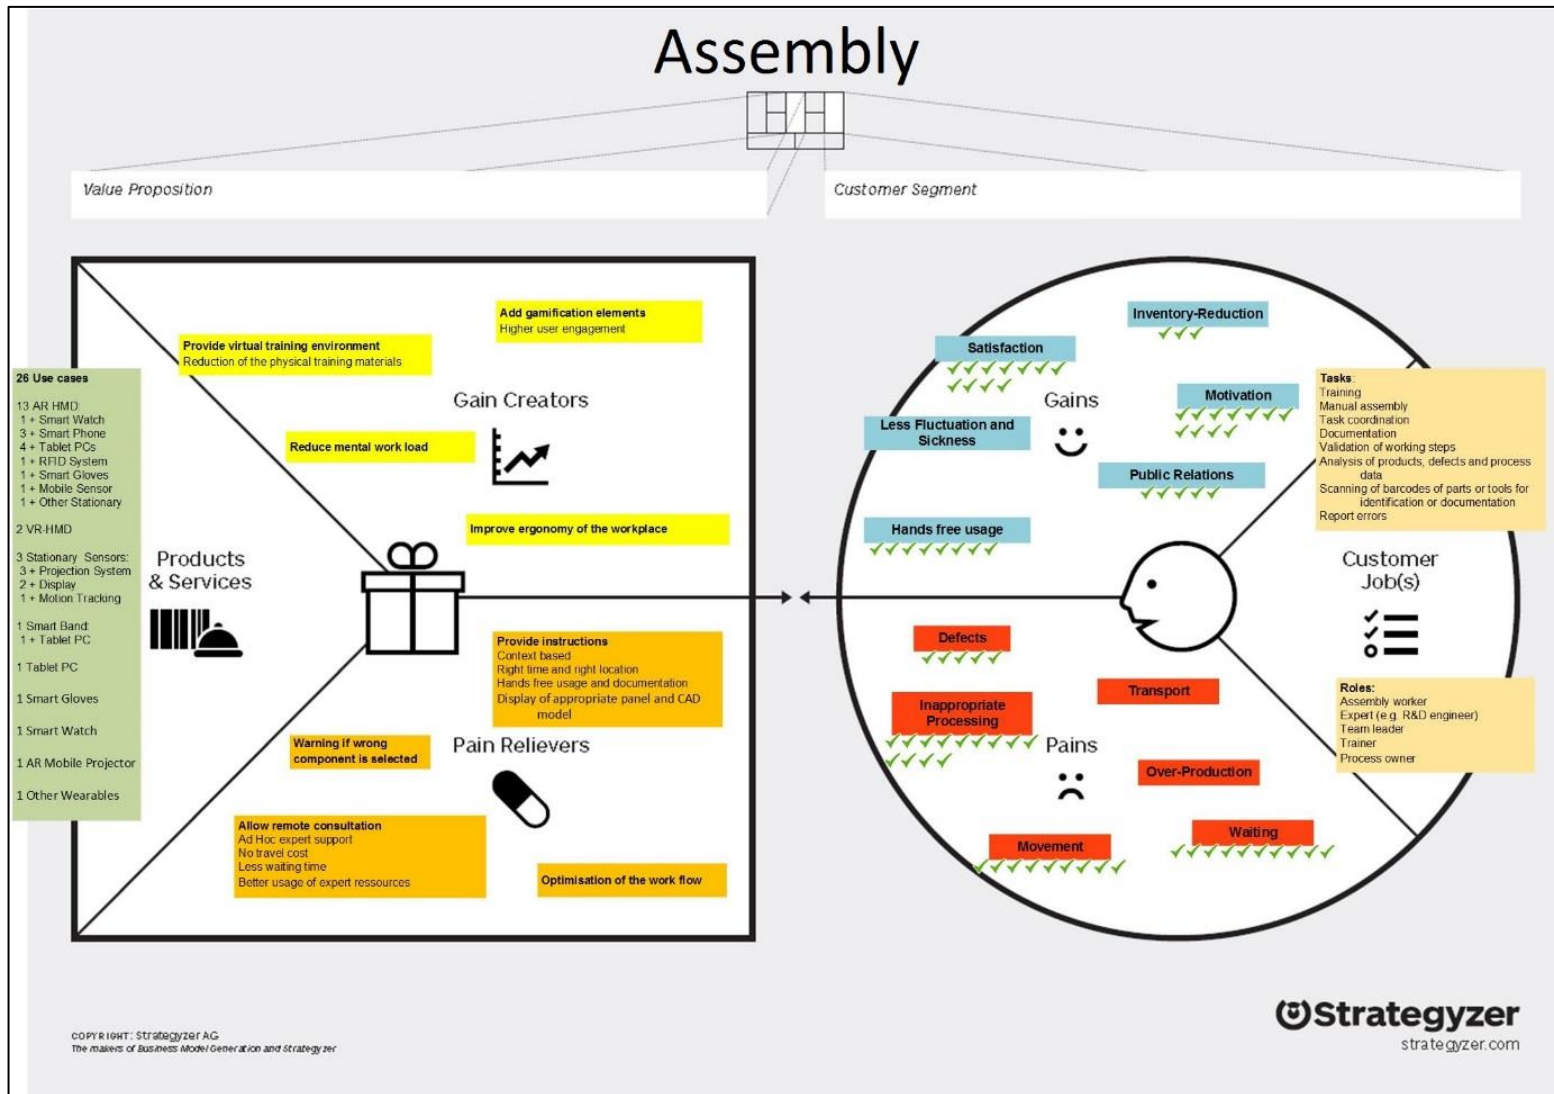 Assembly
Value Proposition
Customer Segment
26 Use cases
13 AR HMD:
1 + Smart Watch
3 + Smart Phone
4 + Tablet PCs
1 + RFID System
1 + Smart Gloves
1 + Mobile Sensor
1 + Other Stationary
2 VR-HMD
3 Stationary Sensors:
3 + Projection System
2 + Display
1 + Motion Tracking
1 Smart Band:
1 + Tablet PC
1 Tablet PC
1 Smart Gloves
1 Smart Watch
1 AR Mobile Projector
1 Other Wearables
Products
& Services
Add gamification elements
Higher user engagement
Provide virtual training environment
Reduction of the physical training materials
Gain Creators
Reduce mental work load
Improve ergonomy of the workplace
Provide instructions
Context based
Right time and right location
Hands free usage and documentation
Display of appropriate panel and CAD
model
Warning if wrong
component is selected
Pain Relievers
Allow remote consultation
Ad Hoc expert support
No travel cost
Less waiting time
Better usage of expert ressources
Optimisation of the work flow
Inventory-Reduction
Satisfaction
Gains
Motivation
Less Fluctuation and
Sickness
Public Relations
Hands free usage
Defects
Transport
Inappropriate
Processing
Pains
Over-Production
Movement
Waiting
Tasks:
Training
Manual assembly
Task coordination
Documentation
Validation of working steps
Analysis of products, defects and process
data
Scanning of barcodes of parts or tools for
identification or documentation
Report errors
Customer
Job(s)
Roles:
Assembly worker
Expert (e.g. R&D engineer)
Team leader
Trainer
Process owner
COPYRIGHT: Strategyzer AG
The makers of Business Model Generation and Strategyzer
Strategyzer
strategyzer.com